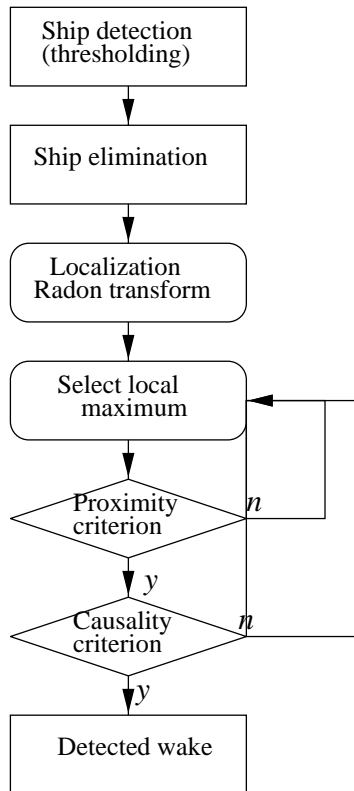 Ship detection
(thresholding)
Ship elimination
Localization
Radon transform
Select local
maximum
Proximity
criterion
n
y
Causality
criterion
n
y
Detected wake